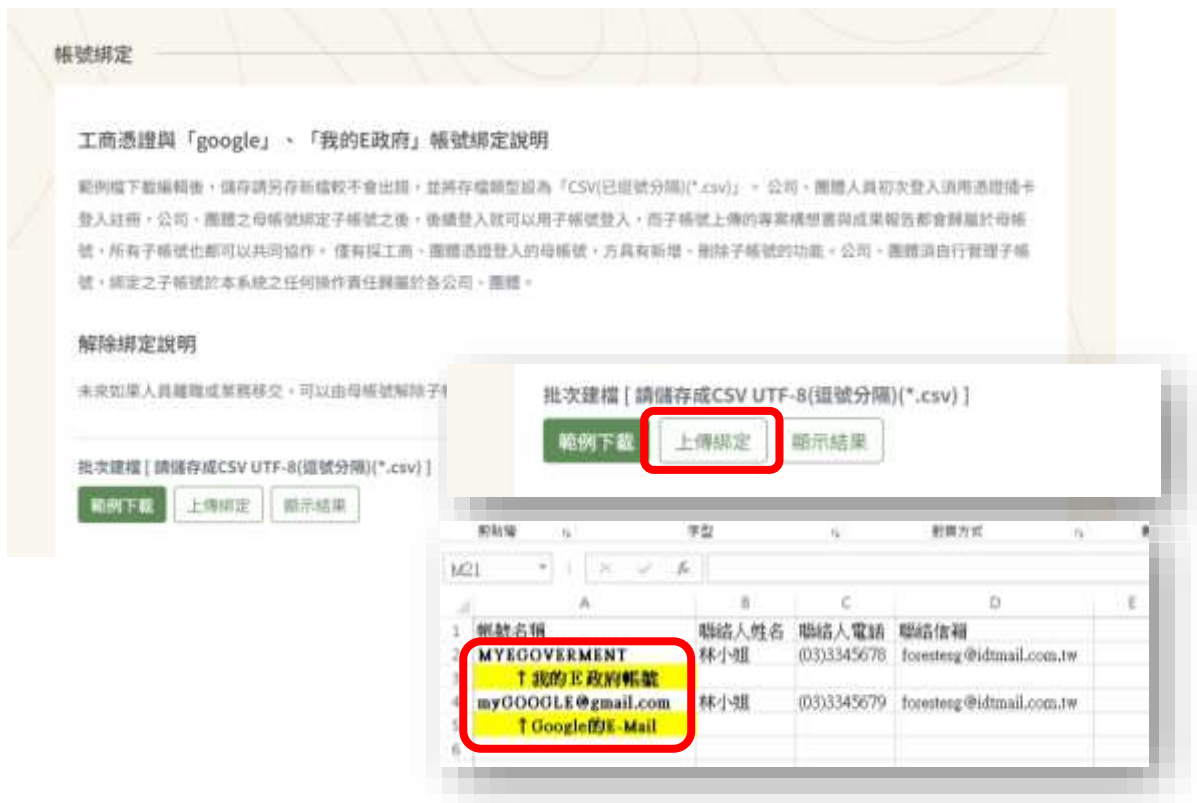 帳號綁定
工商憑證與「google」、「我的E政府」帳號綁定說明
範例檔下載編輯後，儲存請另存新檔較不會出錯，並將存檔類型設為「CSV(已逗號分隔)(*.csv)」。公司、團體人員初次登入須用憑證插卡
登入註冊，公司、團體之母帳號綁定子帳號之後，後續登入就可以用子帳號登入，而子帳號上傳的專案構想書與成果報告都會歸屬於母帳
號，所有子帳號也都可以共同協作。僅有採工商、團體憑證登入的母帳號，方具有新增、刪除子帳號的功能。公司、團體須自行管理子帳
號，綁定之子帳號於本系統之任何操作責任歸屬於各公司、團體。
解除綁定說明
未來如果人員離職或業務移交，可以由母帳號解除子
批次建檔 [ 請儲存成CSV UTF-8(逗號分隔)(*.csv) ]
範例下載 上傳綁定 顯示結果
批次建檔 [ 請儲存成CSV UTF-8(逗號分隔)(*.csv) ]
範例下載 上傳綁定 顯示結果
剪貼簿 字型 對齊方式
M21 fx
A B C D E
1 帳號名稱 聯絡人姓名 聯絡人電話 聯絡信箱
2 MYEGOVERMENT 林小姐 (03)3345678 foresteg@idtmail.com.tw
3 ↑我的E政府帳號
4 myGOOGLE@gmail.com 林小姐 (03)3345679 foresteg@idtmail.com.tw
5 ↑Google的E-Mail
6